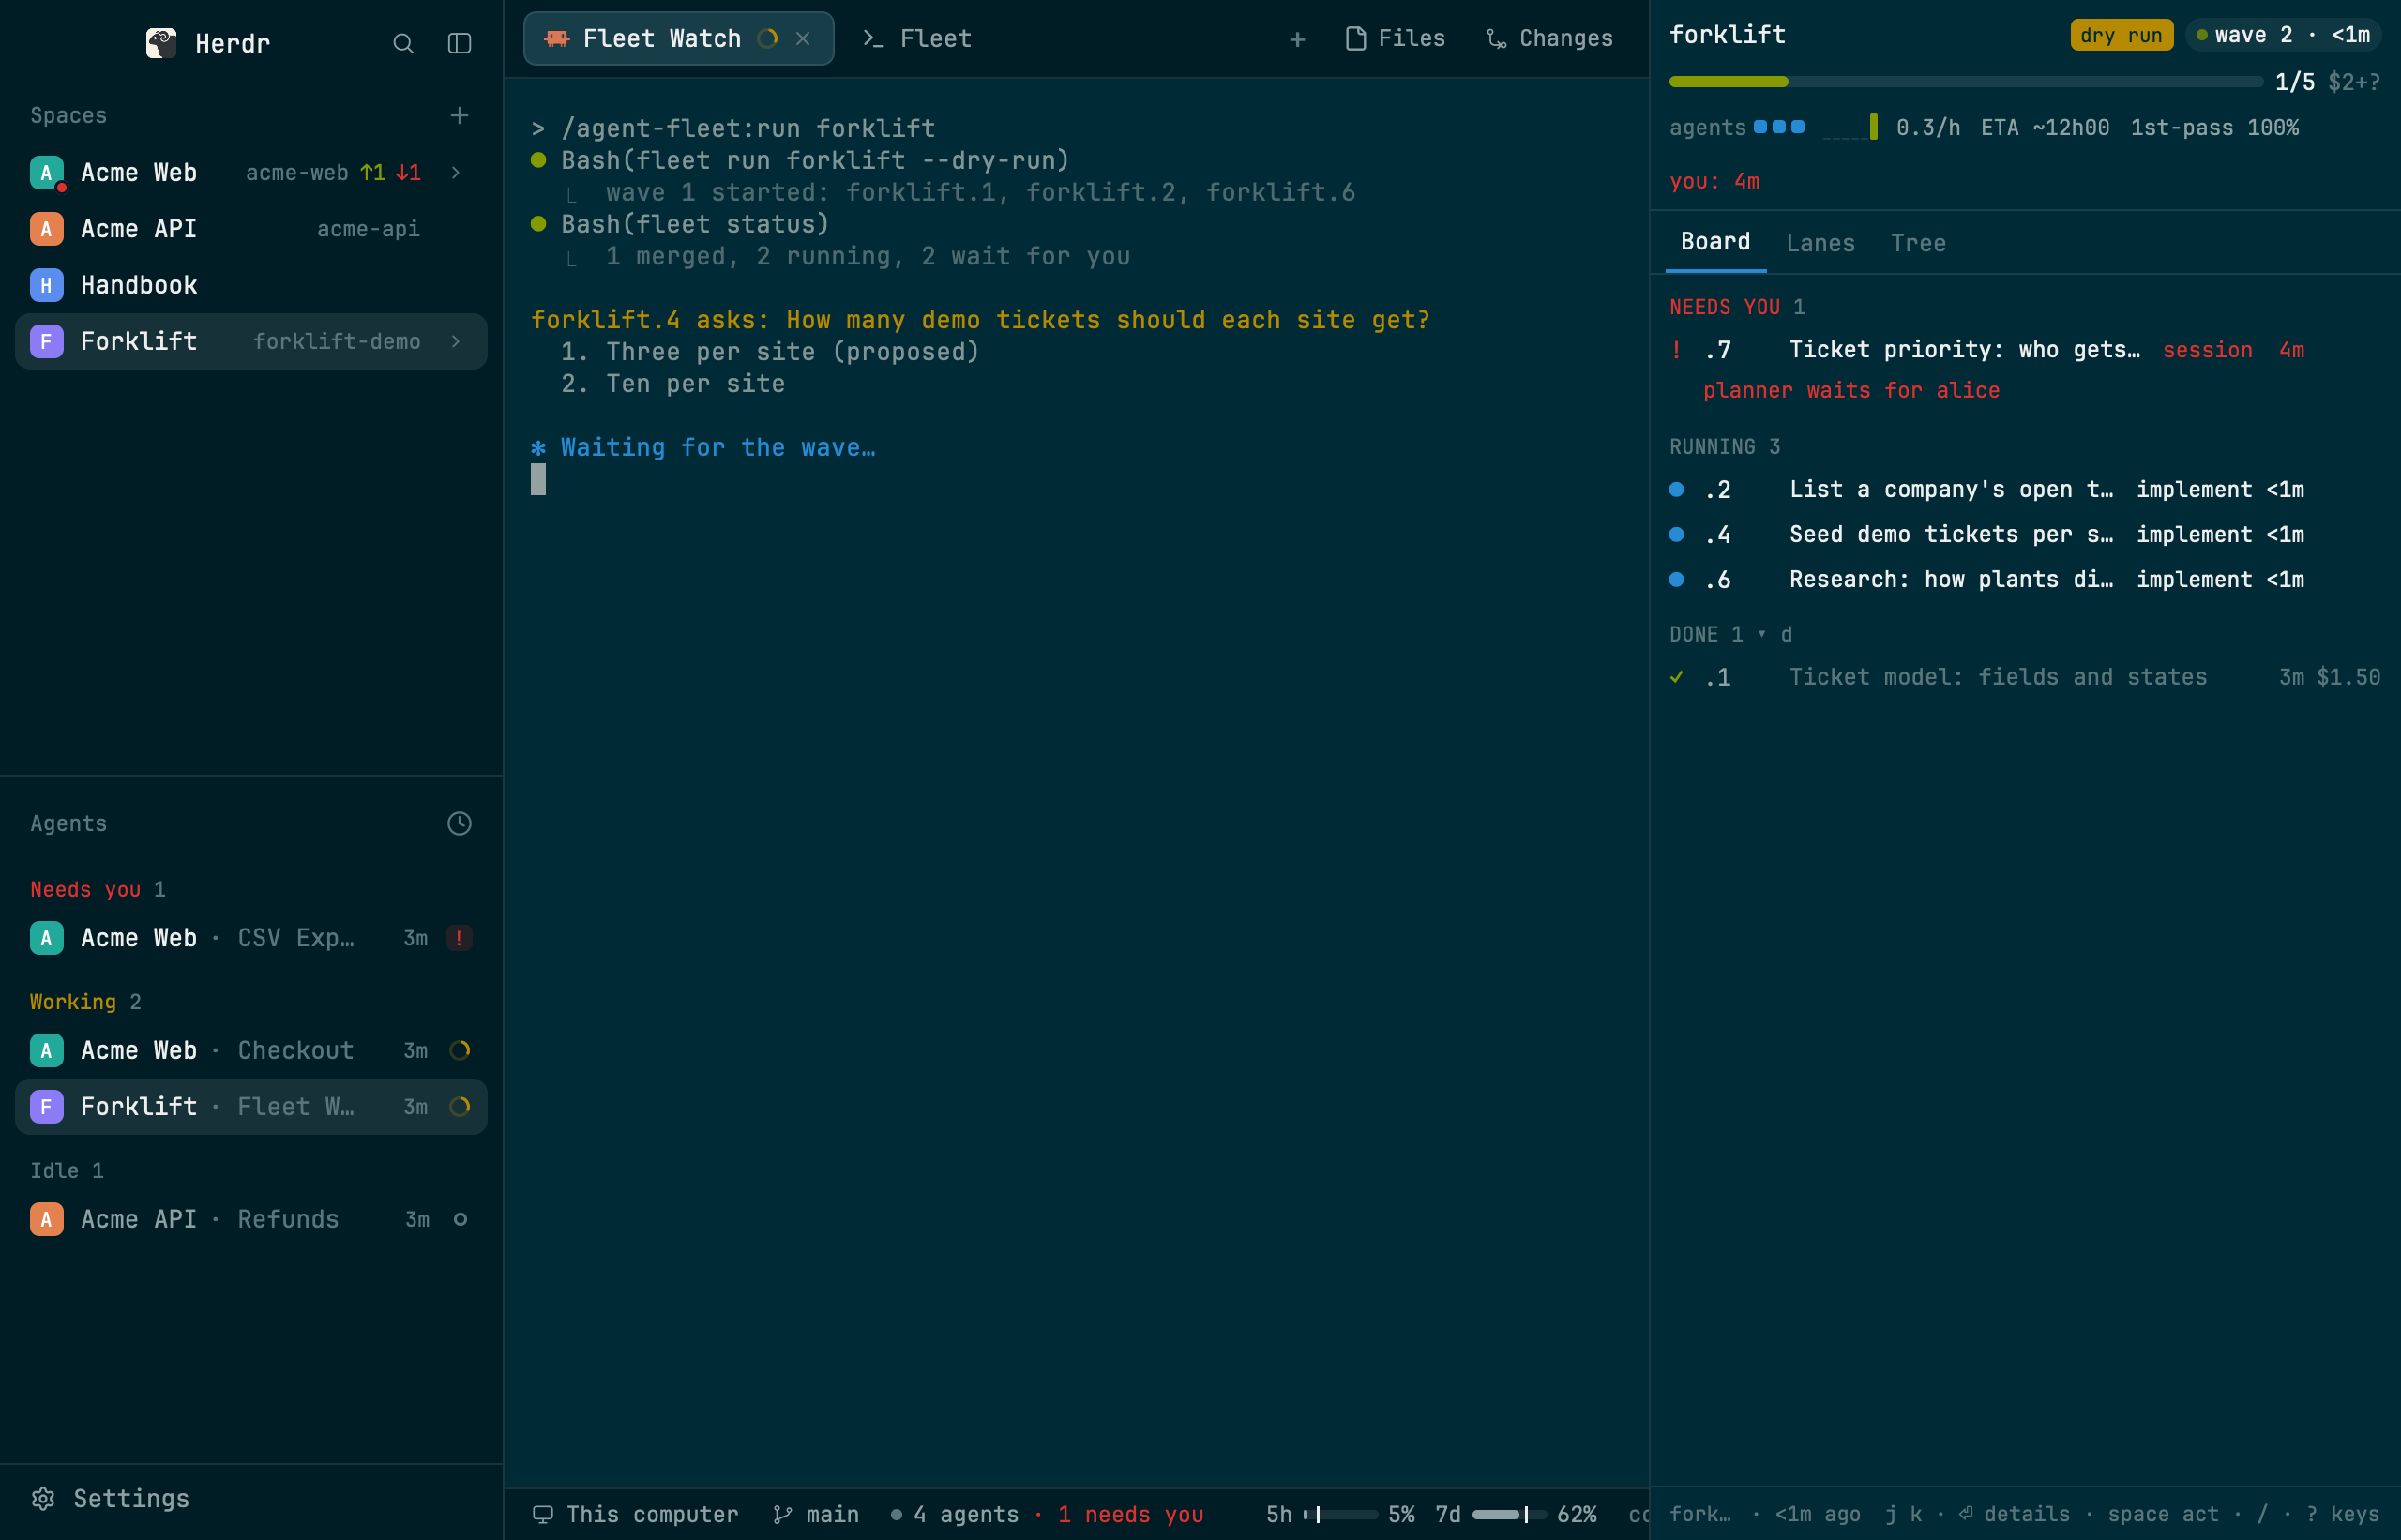 Herdr
Spaces
A Acme Web acme-web ↑1 ↓1
A Acme API acme-api
H Handbook
F Forklift forklift-demo
Agents
Needs you 1
A Acme Web · CSV Exp… 3m !
Working 2
A Acme Web · Checkout 3m
F Forklift · Fleet W… 3m
Idle 1
A Acme API · Refunds 3m
Settings
Fleet Watch
Fleet
+ Files Changes
> /agent-fleet:run forklift
Bash(fleet run forklift --dry-run)
wave 1 started: forklift.1, forklift.2, forklift.6
Bash(fleet status)
1 merged, 2 running, 2 wait for you
forklift.4 asks: How many demo tickets should each site get?
1. Three per site (proposed)
2. Ten per site
✻ Waiting for the wave…
This computer main 4 agents · 1 needs you 5h 5% 7d 62%
forklift dry run wave 2 · <1m
1/5 $2+?
agents 0.3/h ETA ~12h00 1st-pass 100%
you: 4m
Board Lanes Tree
NEEDS YOU 1
! .7 Ticket priority: who gets… session 4m
planner waits for alice
RUNNING 3
.2 List a company's open t… implement <1m
.4 Seed demo tickets per s… implement <1m
.6 Research: how plants di… implement <1m
DONE 1 ▾ d
✓ .1 Ticket model: fields and states 3m $1.50
fork… · <1m ago j k · ⏎ details · space act · / · ? keys